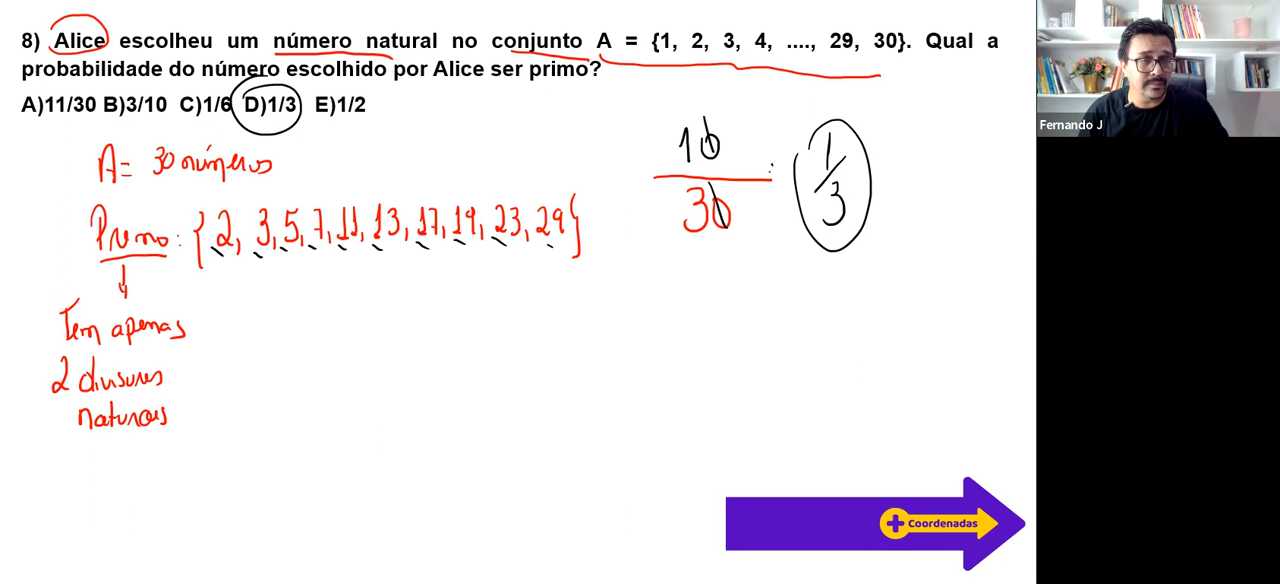 8) Alice escolheu um número natural no conjunto A = {1, 2, 3, 4, ...., 29, 30}. Qual a
probabilidade do número escolhido por Alice ser primo?
A)11/30 B)3/10 C)1/6 D)1/3 E)1/2
A= 30 números
Primo: {2, 3, 5, 7, 11, 13, 17, 19, 23, 29}
Tem apenas
2 divisores
naturais
10
30
:
1
3
Fernando J
+ Coordenadas